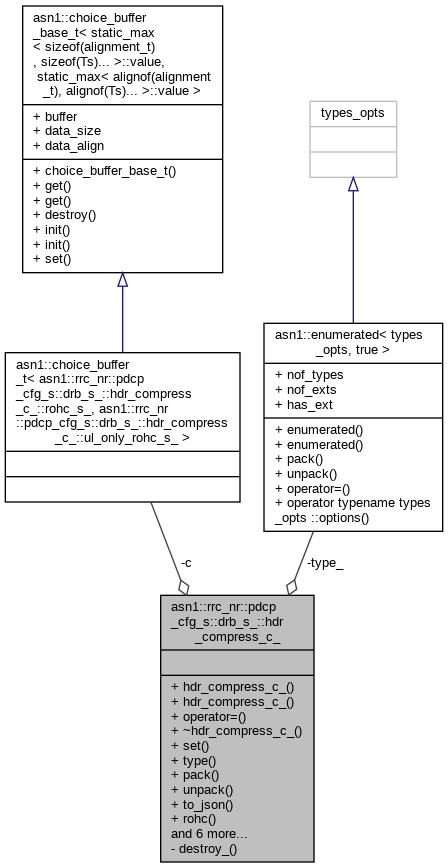 asn1::choice_buffer
_base_t< static_max
< sizeof(alignment_t)
, sizeof(Ts)... >::value,
static_max< alignof(alignment
_t), alignof(Ts)... >::value >
+ buffer
+ data_size
+ data_align
+ choice_buffer_base_t()
+ get()
+ get()
+ destroy()
+ init()
+ init()
+ set()
types_opts
asn1::choice_buffer
_t< asn1::rrc_nr::pdcp
_cfg_s::drb_s_::hdr_compress
_c_::rohc_s_, asn1::rrc_nr
::pdcp_cfg_s::drb_s_::hdr_compress
_c_::ul_only_rohc_s_ >
asn1::enumerated< types
_opts, true >
+ nof_types
+ nof_exts
+ has_ext
+ enumerated()
+ enumerated()
+ pack()
+ unpack()
+ operator=()
+ operator typename types
_opts ::options()
-c
-type_
asn1::rrc_nr::pdcp
_cfg_s::drb_s_::hdr
_compress_c_
+ hdr_compress_c_()
+ hdr_compress_c_()
+ operator=()
+ ~hdr_compress_c_()
+ set()
+ type()
+ pack()
+ unpack()
+ to_json()
+ rohc()
and 6 more...
- destroy_()